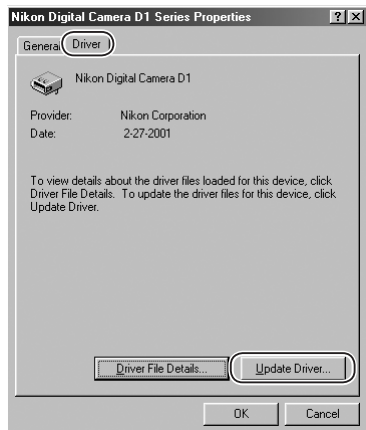 Nikon Digital Camera D1 Series Properties
General Driver
Nikon Digital Camera D1
Provider: Nikon Corporation
Date: 2-27-2001
To view details about the driver files loaded for this device, click
Driver File Details. To update the driver files for this device, click
Update Driver.
Driver File Details... Update Driver...
OK Cancel